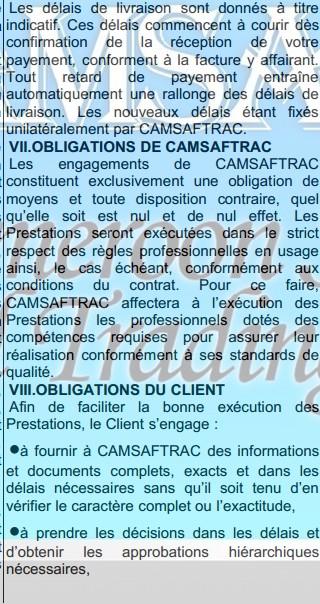 Les délais de livraison sont donnés à titre
indicatif. Ces délais commencent à courir dès
confirmation de la réception de votre
payement, conforment à la facture y affairant.
Tout retard de payement entraîne
automatiquement une rallonge des délais de
livraison. Les nouveaux délais étant fixés
unilatéralement par CAMSAFTRAC.
VII.OBLIGATIONS DE CAMSAFTRAC
Les engagements de CAMSAFTRAC
constituent exclusivement une obligation de
moyens et toute disposition contraire, quel
qu'elle soit est nul et de nul effet. Les
Prestations seront exécutées dans le strict
respect des règles professionnelles en usage
ainsi, le cas échéant, conformément aux
conditions du contrat. Pour ce faire,
CAMSAFTRAC affectera à l'exécution des
Prestations les professionnels dotés des
compétences requises pour assurer leur
réalisation conformément à ses standards de
qualité.
VIII.OBLIGATIONS DU CLIENT
Afin de faciliter la bonne exécution des
Prestations, le Client s'engage :
●à fournir à CAMSAFTRAC des informations
et documents complets, exacts et dans les
délais nécessaires sans qu'il soit tenu d'en
vérifier le caractère complet ou l'exactitude,
●à prendre les décisions dans les délais et
d'obtenir les approbations hiérarchiques
nécessaires,